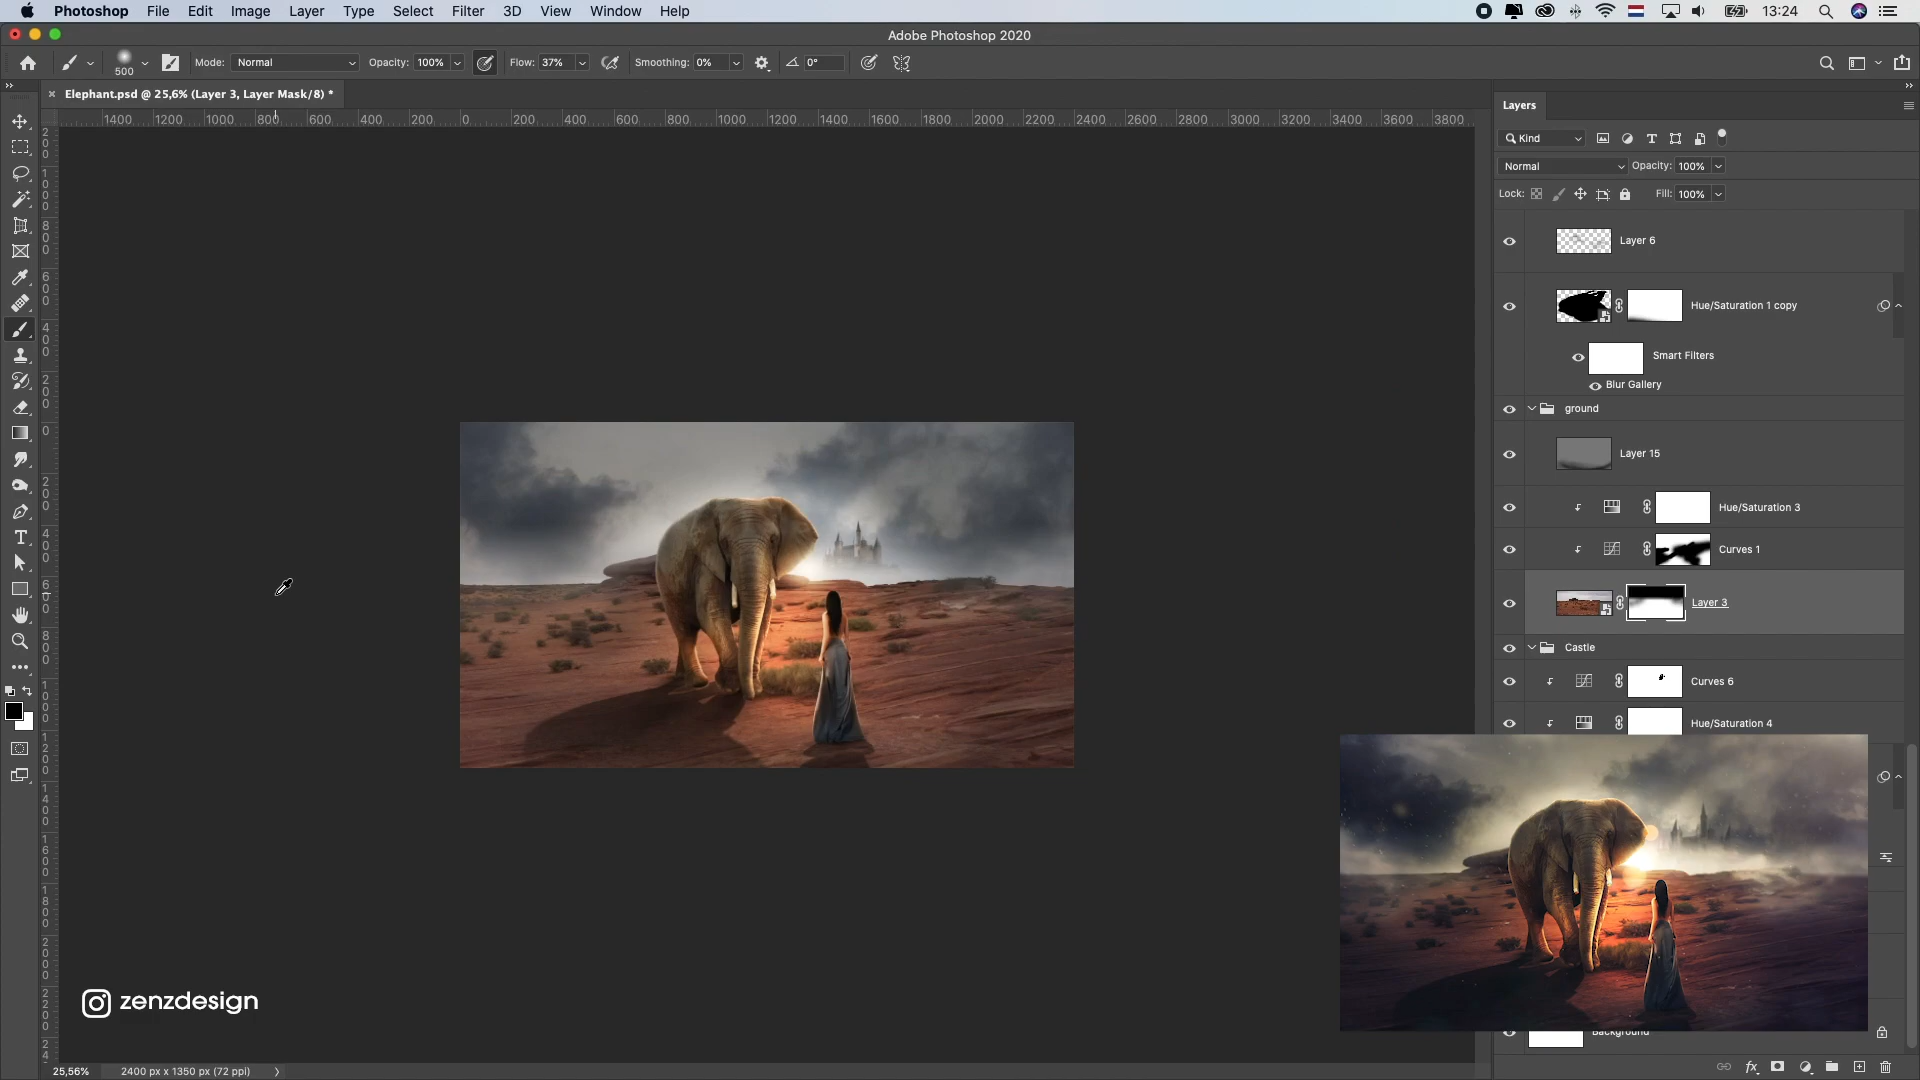 Photoshop File Edit Image Layer Type Select Filter 3D View Window Help 13:24
Adobe Photoshop 2020
500 Mode: Normal Opacity: 100% Flow: 37% Smoothing: 0% 0°
Elephant.psd @ 25,6% (Layer 3, Layer Mask/8) *
1400 1200 1000 800 600 400 200 0 200 400 600 800 1000 1200 1400 1600 1800 2000 2200 2400 2600 2800 3000 3200 3400 3600 3800
Layers
Kind
Normal Opacity: 100%
Lock: Fill: 100%
Layer 6
Hue/Saturation 1 copy
Smart Filters
Blur Gallery
ground
Layer 15
Hue/Saturation 3
Curves 1
Layer 3
Castle
Curves 6
Hue/Saturation 4
zenzdesign
Background
25,56% 2400 px x 1350 px (72 ppi)